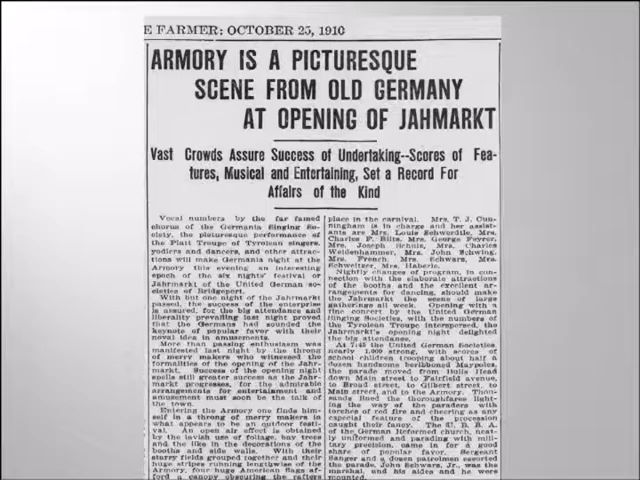 E FARMER: OCTOBER 25, 1910
ARMORY IS A PICTURESQUE
SCENE FROM OLD GERMANY
AT OPENING OF JAHMARKT
Vast Crowds Assure Success of Undertaking--Scores of Fea-
tures, Musical and Entertaining, Set a Record For
Affairs of the Kind
Vocal numbers by the far famed
chorus of the Germania Singing So-
ciety, the picturesque performance of
the Platt Troupe of Tyrolean singers,
yodlers and dancers, and other attrac-
tions will make Germania night at the
Armory this evening an interesting
epoch of the six nights' festival or
Jahrmarkt of the United German so-
cieties of Bridgeport.
With but one night of the Jahrmarkt
passed, the success of the enterprise
is assured, for the big attendance and
liberality prevailing last night proved
that the Germans had sounded the
keynote of popular favor with their
novel idea in amusements.
More than passing enthusiasm was
manifested last night by the throng
of merry makers who witnessed the
formalities of the opening of the Jahr-
markt. Success of the opening night
spells still greater success as the Jahr-
markt progresses, for the admirable
arrangements for entertainment and
amusement must soon be the talk of
the town.
Entering the Armory one finds him-
self in a throng of merry makers in
what appears to be an outdoor festi-
val. An open air effect is obtained
by the lavish use of foliage, bay trees
and the like in the decorations of the
booths and side walls. With their
starry fields grouped together and their
huge stripes running lengthwise of the
Armory, four huge American flags af-
ford a canopy obscuring the rafters
place in the carnival. Mrs. T. J. Cun-
ningham is in charge and her assist-
ants are Mrs. Louis Schwerdtle, Mrs.
Charles F. Bilts, Mrs. George Feyrer,
Mrs. Joseph Schuls, Mrs. Charles
Weidenhammer, Mrs. John Schwing,
Mrs. French, Mrs. Schwars, Mrs.
Schweitzer, Mrs. Haberle.
Nightly changes of program, in con-
nection with the elaborate attractions
of the booths and the excellent ar-
rangements for dancing, should make
the Jahrmarkt the scene of large
gatherings all week. Opening with a
fine concert by the United German
Singing Societies, with the numbers of
the Tyrolean Troupe interspersed, the
Jahrmarkt's opening night delighted
the big attendance.
At 7:45 the United German Societies
nearly 1,000 strong, with scores of
school children trooping about half a
dozen handsome beribboned Maypoles,
the parade moved from Bulls Head
down Main street to Fairfield avenue,
to Broad street, to Gilbert street, to
Main street, and to the Armory. Thou-
sands lined the thoroughfares light-
ing the way of the paraders with
torches of red fire and cheering as any
especial feature of the procession
caught their fancy. The U. B. B. A.
of the German Reformed church, neat-
ly uniformed and parading with mili-
tary precision, came in for a good
share of popular favor. Sergeant
Banger and a dozen patrolmen escorted
the parade. John Schwarz, Jr., was the
marshal, and his aides and he were
mounted.